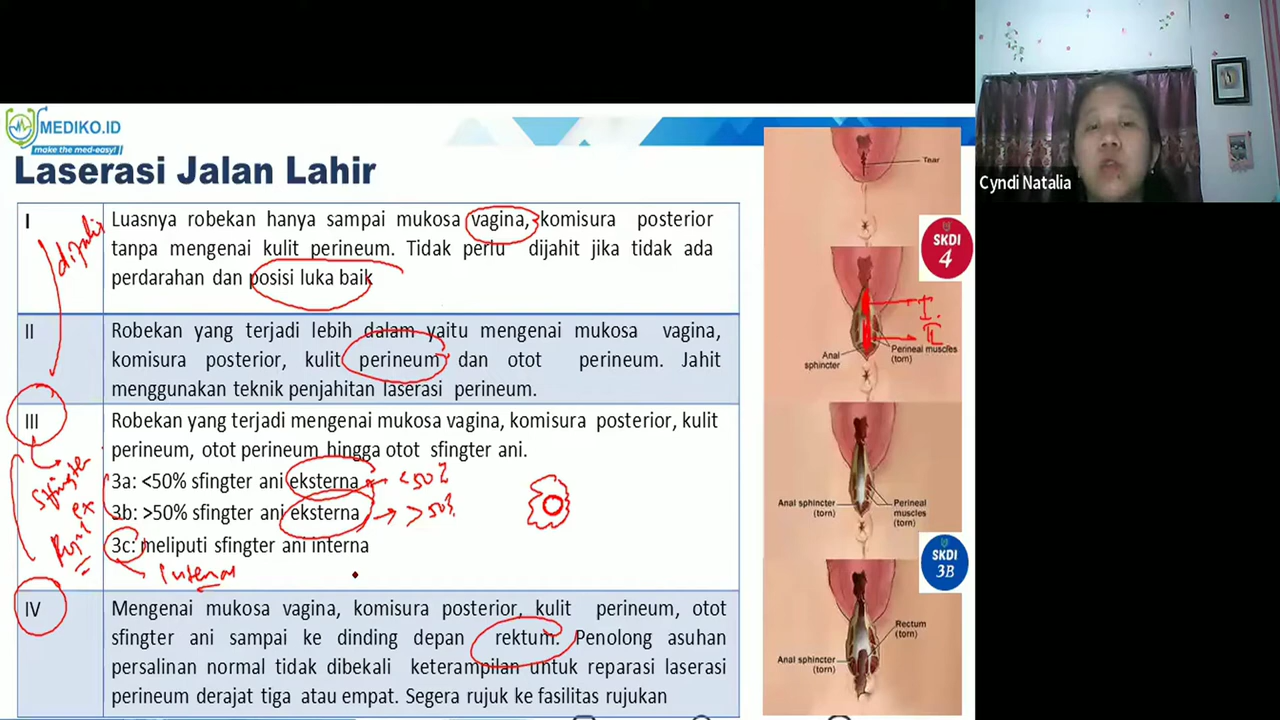 MEDIKO.ID
make the med-easy!
Laserasi Jalan Lahir
I
Luasnya robekan hanya sampai mukosa vagina, komisura posterior
tanpa mengenai kulit perineum. Tidak perlu dijahit jika tidak ada
perdarahan dan posisi luka baik
II
Robekan yang terjadi lebih dalam yaitu mengenai mukosa vagina,
komisura posterior, kulit perineum dan otot perineum. Jahit
menggunakan teknik penjahitan laserasi perineum.
III
Robekan yang terjadi mengenai mukosa vagina, komisura posterior, kulit
perineum, otot perineum hingga otot sfingter ani.
3a: <50% sfingter ani eksterna
<50%
3b: >50% sfingter ani eksterna
>50%
3c: meliputi sfingter ani interna
sfingter
ex
Rujuk
interna
IV
Mengenai mukosa vagina, komisura posterior, kulit perineum, otot
sfingter ani sampai ke dinding depan rektum. Penolong asuhan
persalinan normal tidak dibekali keterampilan untuk reparasi laserasi
perineum derajat tiga atau empat. Segera rujuk ke fasilitas rujukan
Tear
SKDI
4
I.
II
Anal
sphincter
Perineal muscles
(torn)
Anal sphincter
(torn)
Perineal
muscles
(torn)
SKDI
3B
Rectum
(torn)
Anal sphincter
(torn)
Cyndi Natalia